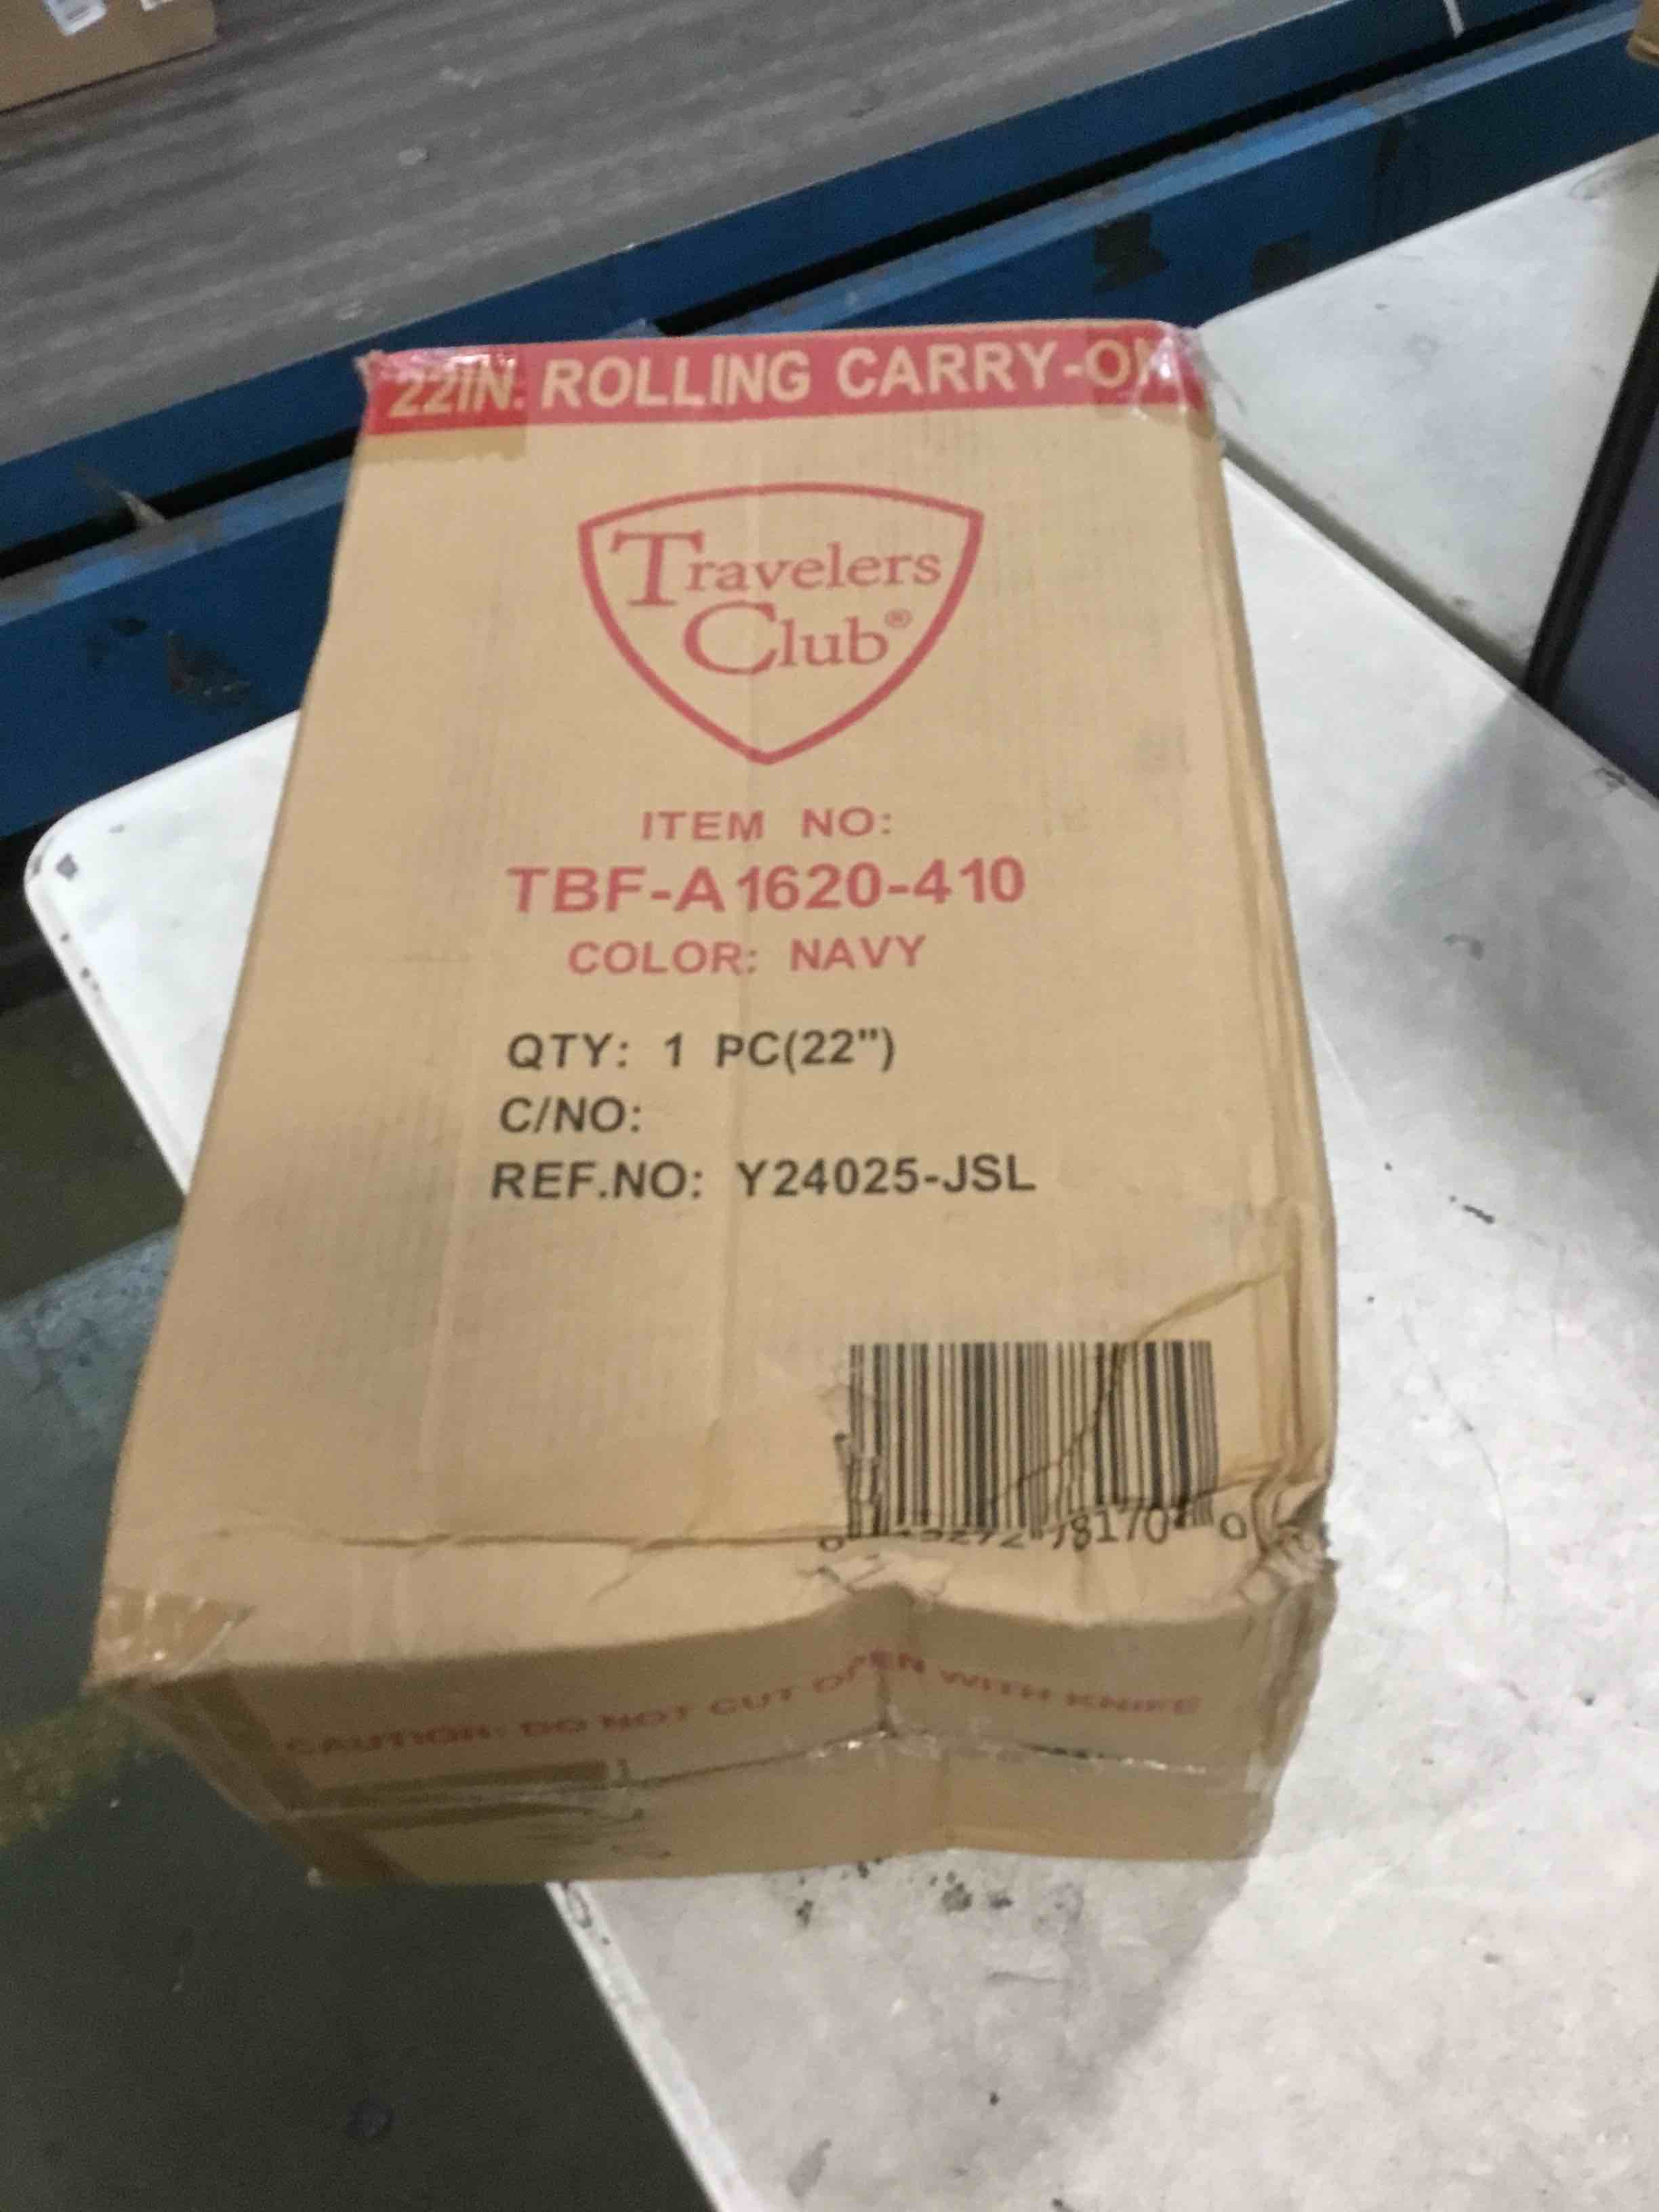 22IN. ROLLING CARRY-ON
Travelers
Club®
ITEM NO:
TBF-A1620-410
COLOR: NAVY
QTY: 1 PC(22")
C/NO:
REF.NO: Y24025-JSL
CAUTION: DO NOT CUT OPEN WITH KNIFE